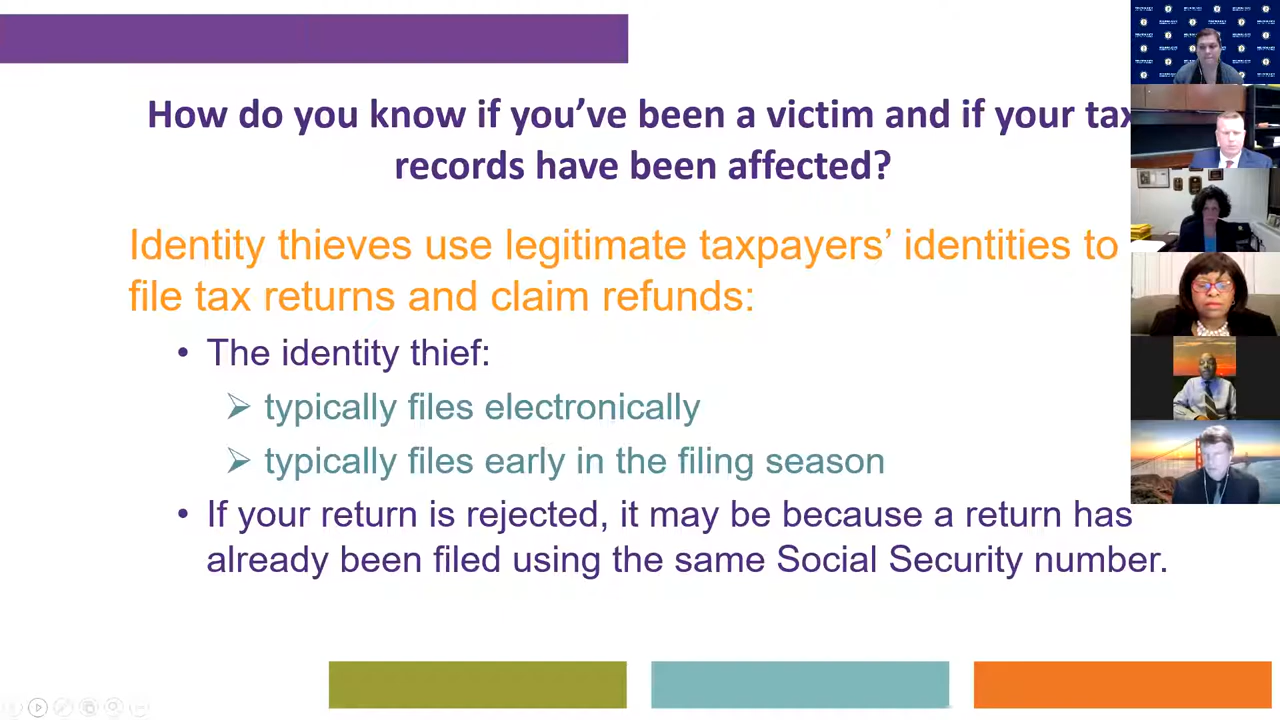 How do you know if you’ve been a victim and if your tax
records have been affected?
Identity thieves use legitimate taxpayers’ identities to
file tax returns and claim refunds:
• The identity thief:
➢ typically files electronically
➢ typically files early in the filing season
• If your return is rejected, it may be because a return has
already been filed using the same Social Security number.